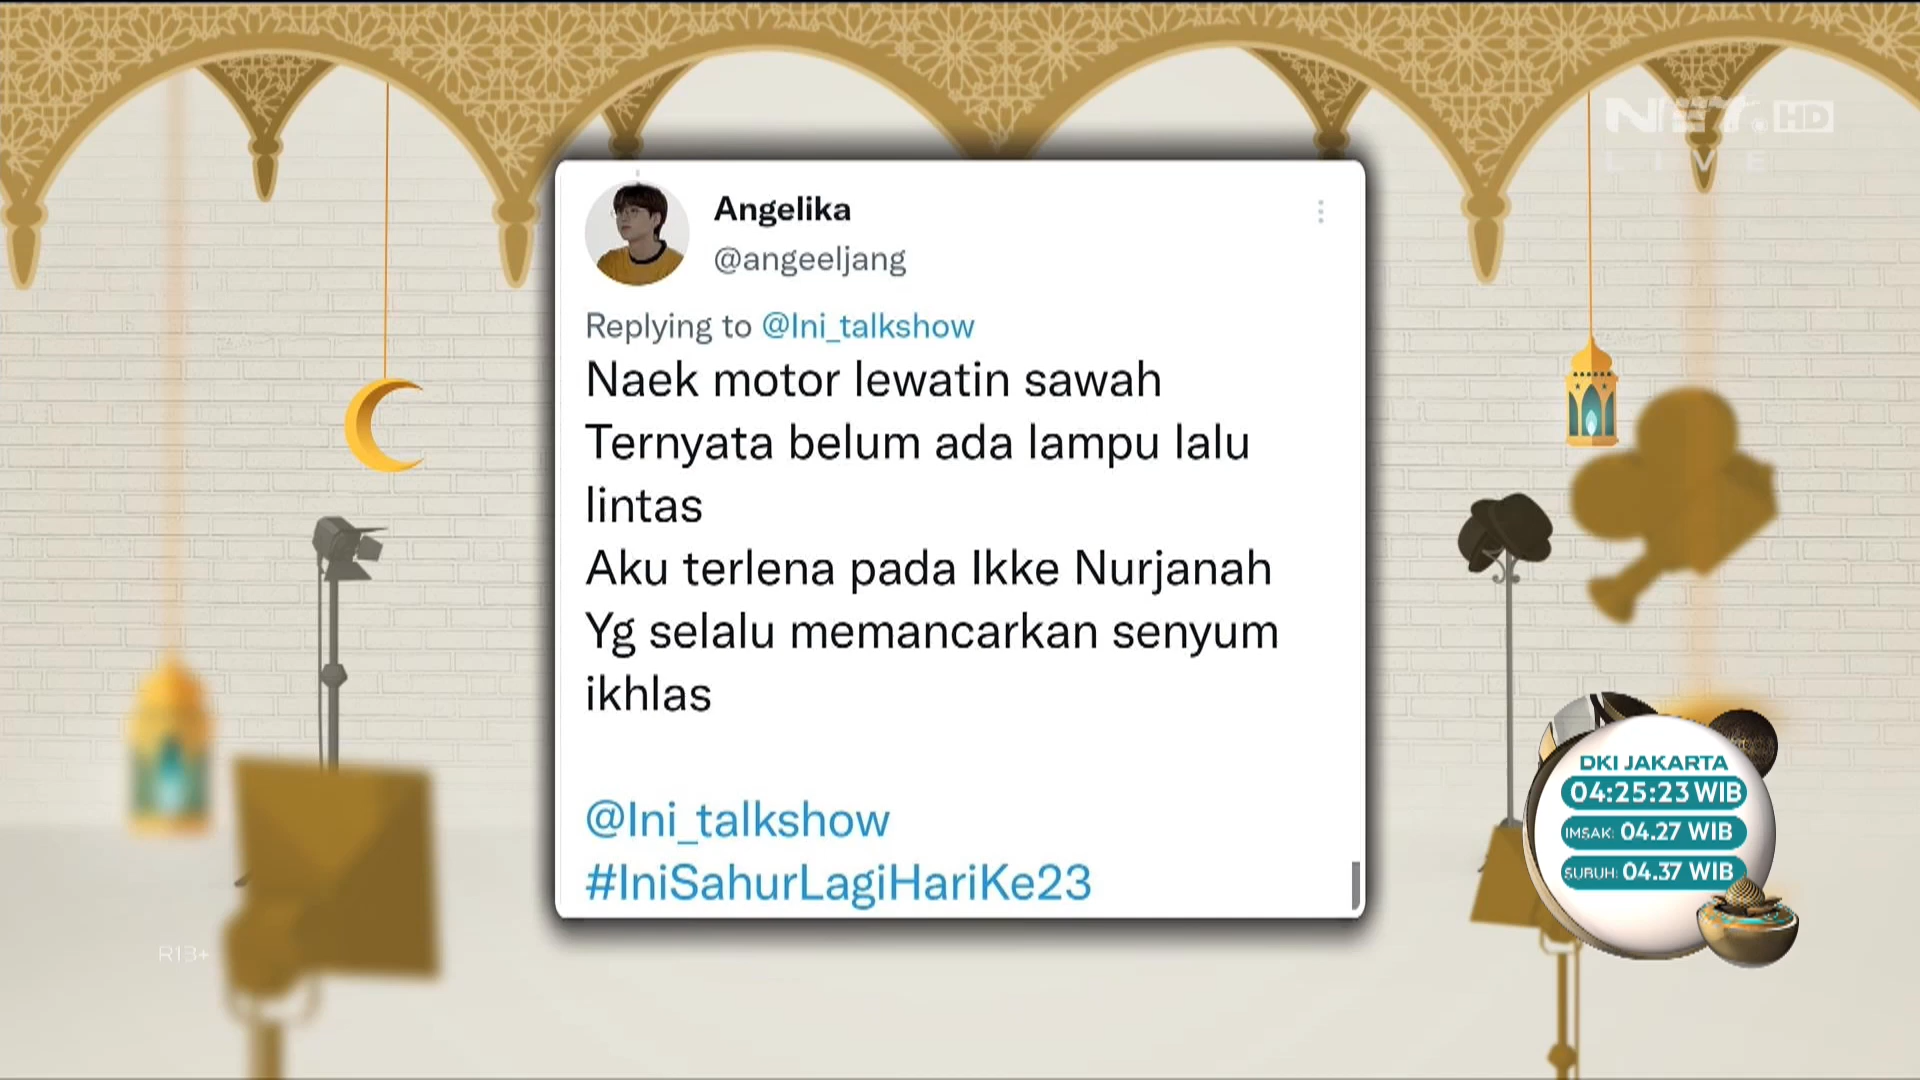 NET. HD
LIVE
Angelika
@angeeljang
Replying to @Ini_talkshow
Naek motor lewatin sawah
Ternyata belum ada lampu lalu
lintas
Aku terlena pada Ikke Nurjanah
Yg selalu memancarkan senyum
ikhlas
@Ini_talkshow
#IniSahurLagiHariKe23
DKI JAKARTA
04:25:23 WIB
IMSAK: 04.27 WIB
SUBUH: 04.37 WIB
R13+